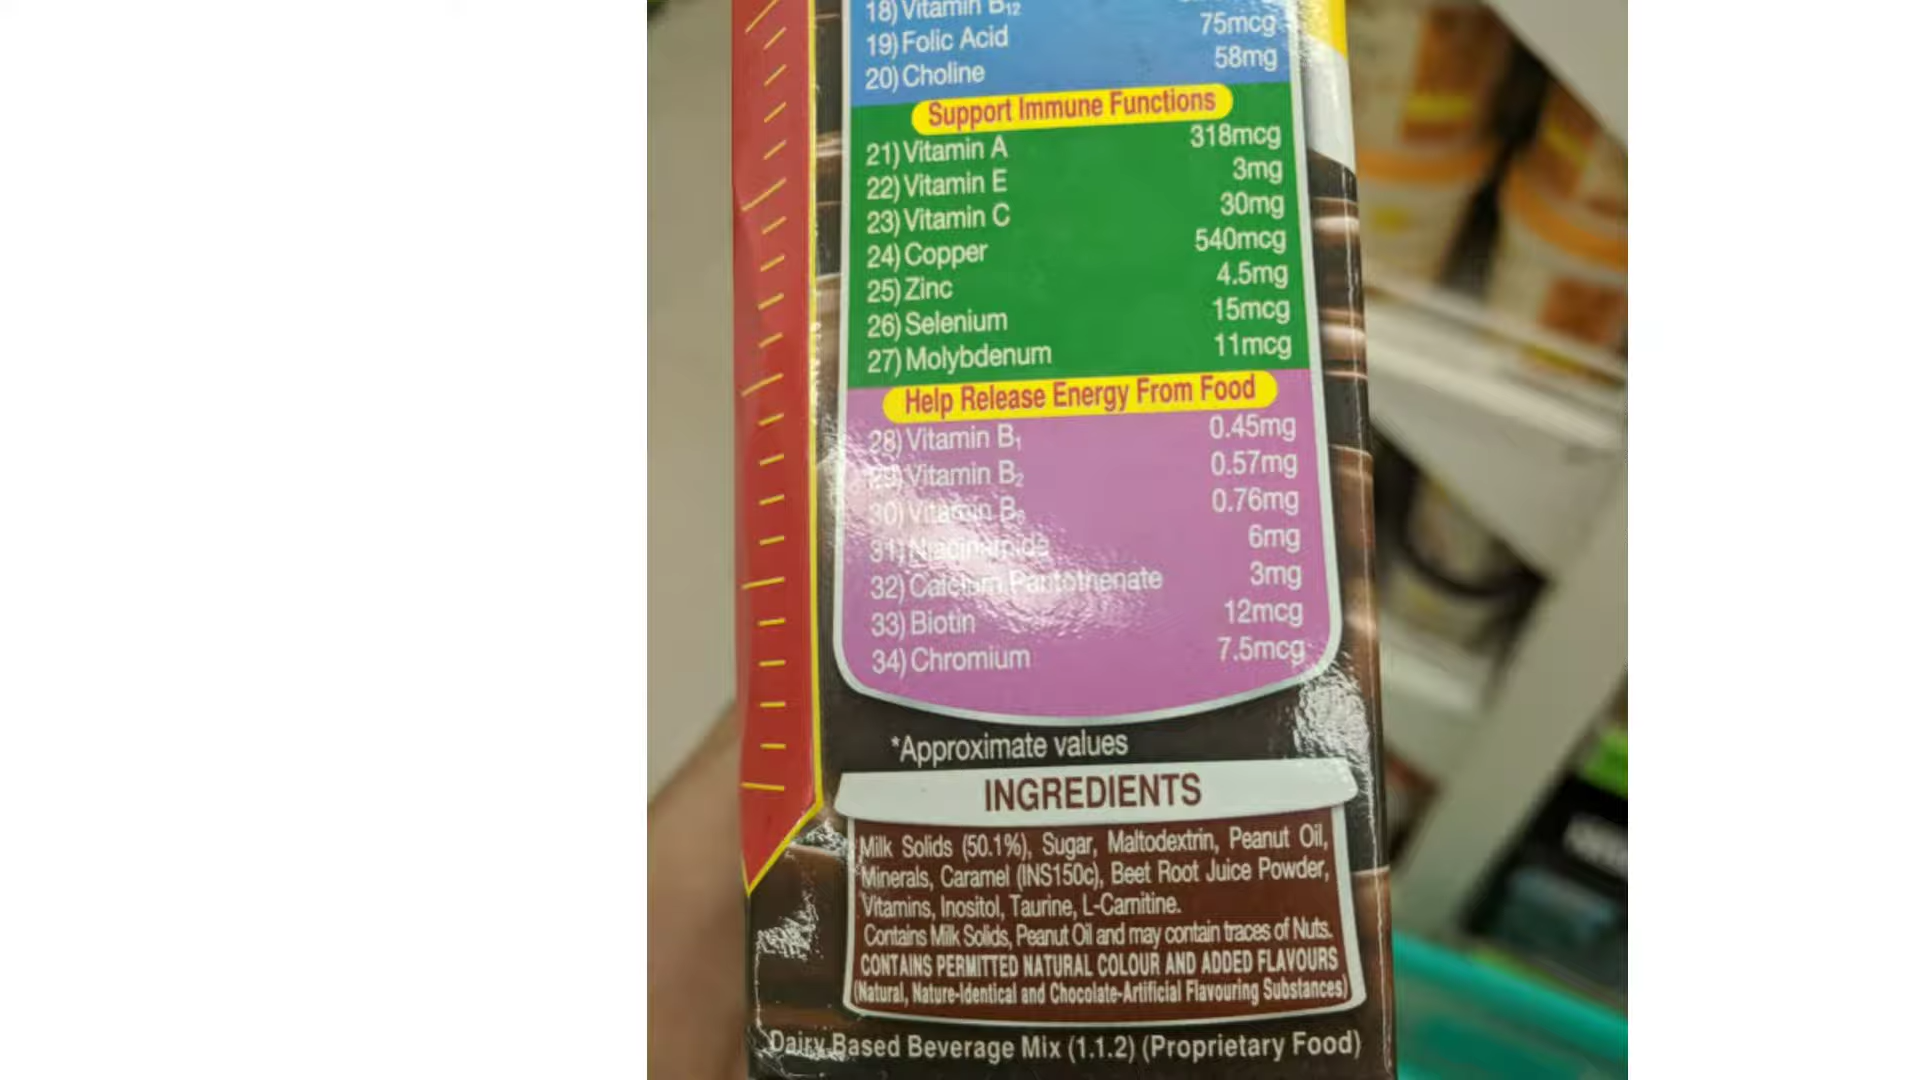 18) Vitamin B12
19) Folic Acid 75mcg
20) Choline 58mg
Support Immune Functions
21) Vitamin A 318mcg
22) Vitamin E 3mg
23) Vitamin C 30mg
24) Copper 540mcg
25) Zinc 4.5mg
26) Selenium 15mcg
27) Molybdenum 11mcg
Help Release Energy From Food
28) Vitamin B1 0.45mg
29) Vitamin B2 0.57mg
30) Vitamin 0.76mg
31) Niacinamide 6mg
32) Calcium Pantothenate 3mg
33) Biotin 12mcg
34) Chromium 7.5mcg
*Approximate values
INGREDIENTS
Milk Solids (50.1%), Sugar, Maltodextrin, Peanut Oil,
Minerals, Caramel (INS150c), Beet Root Juice Powder,
Vitamins, Inositol, Taurine, L-Carnitine.
Contains Milk Solids, Peanut Oil and may contain traces of Nuts.
CONTAINS PERMITTED NATURAL COLOUR AND ADDED FLAVOURS
(Natural, Nature-Identical and Chocolate-Artificial Flavouring Substances)
Dairy Based Beverage Mix (1.1.2) (Proprietary Food)